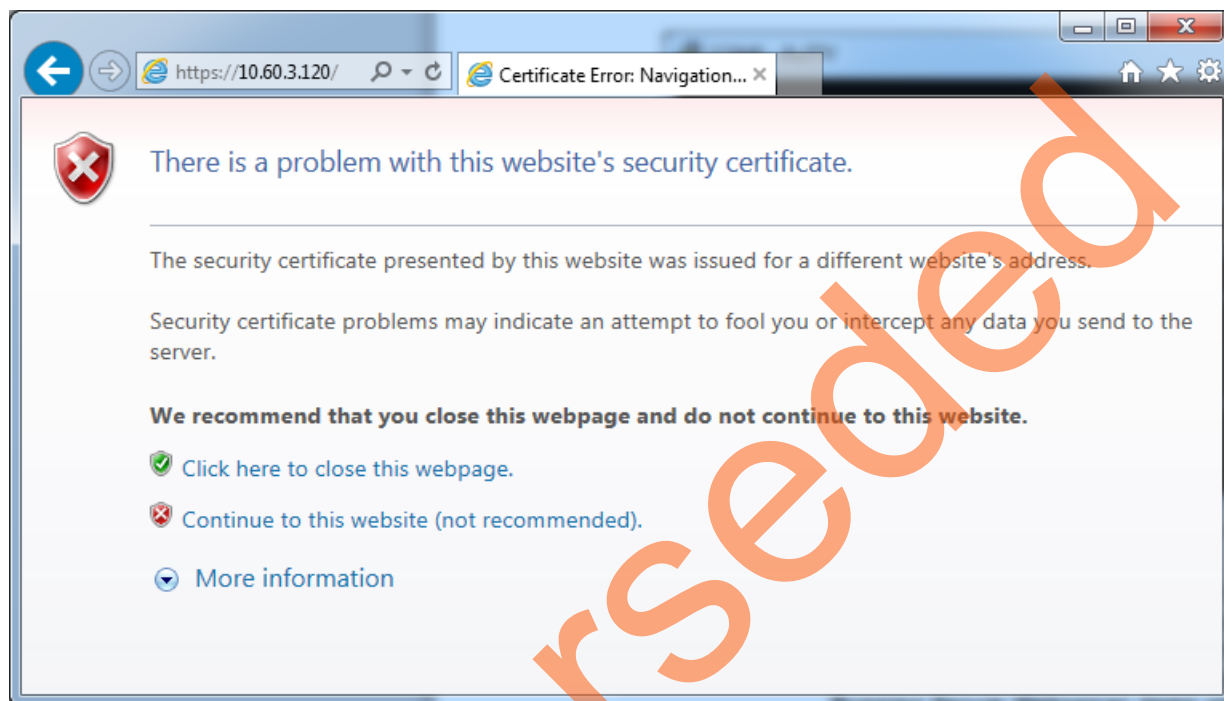 https://10.60.3.120/
Certificate Error: Navigation...
There is a problem with this website's security certificate.
The security certificate presented by this website was issued for a different website's address.
Security certificate problems may indicate an attempt to fool you or intercept any data you send to the
server.
We recommend that you close this webpage and do not continue to this website.
Click here to close this webpage.
Continue to this website (not recommended).
More information
rseded